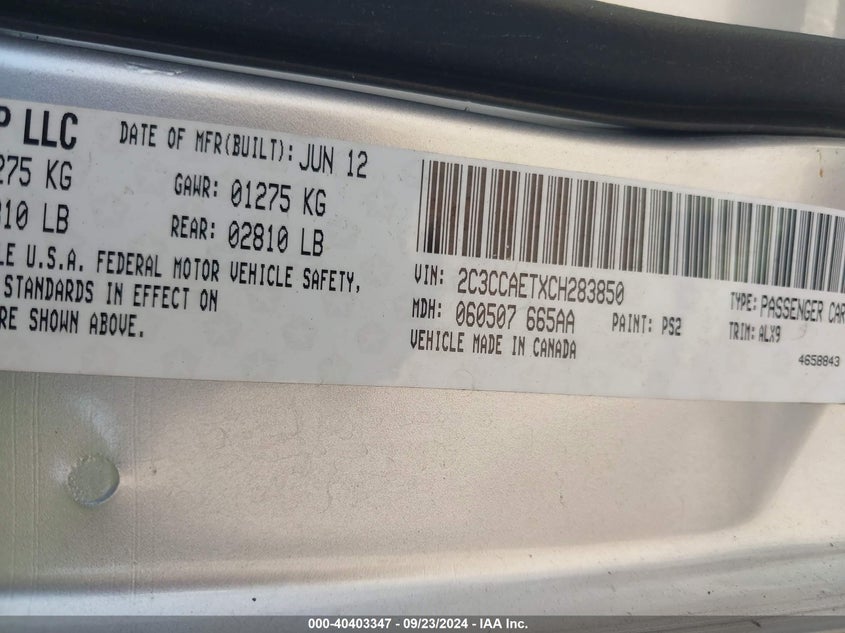 P LLC DATE OF MFR(BUILT): JUN 12
275 KG GAWR: 01275 KG
10 LB REAR: 02810 LB
LE U.S.A. FEDERAL MOTOR VEHICLE SAFETY,
STANDARDS IN EFFECT ON
RE SHOWN ABOVE.
VIN: 2C3CCAETXCH283850 TYPE: PASSENGER CAR
MDH: 060507 665AA PAINT: PS2 TRIM: ALX9
VEHICLE MADE IN CANADA 4658843
000-40403347 - 09/23/2024 - IAA Inc.